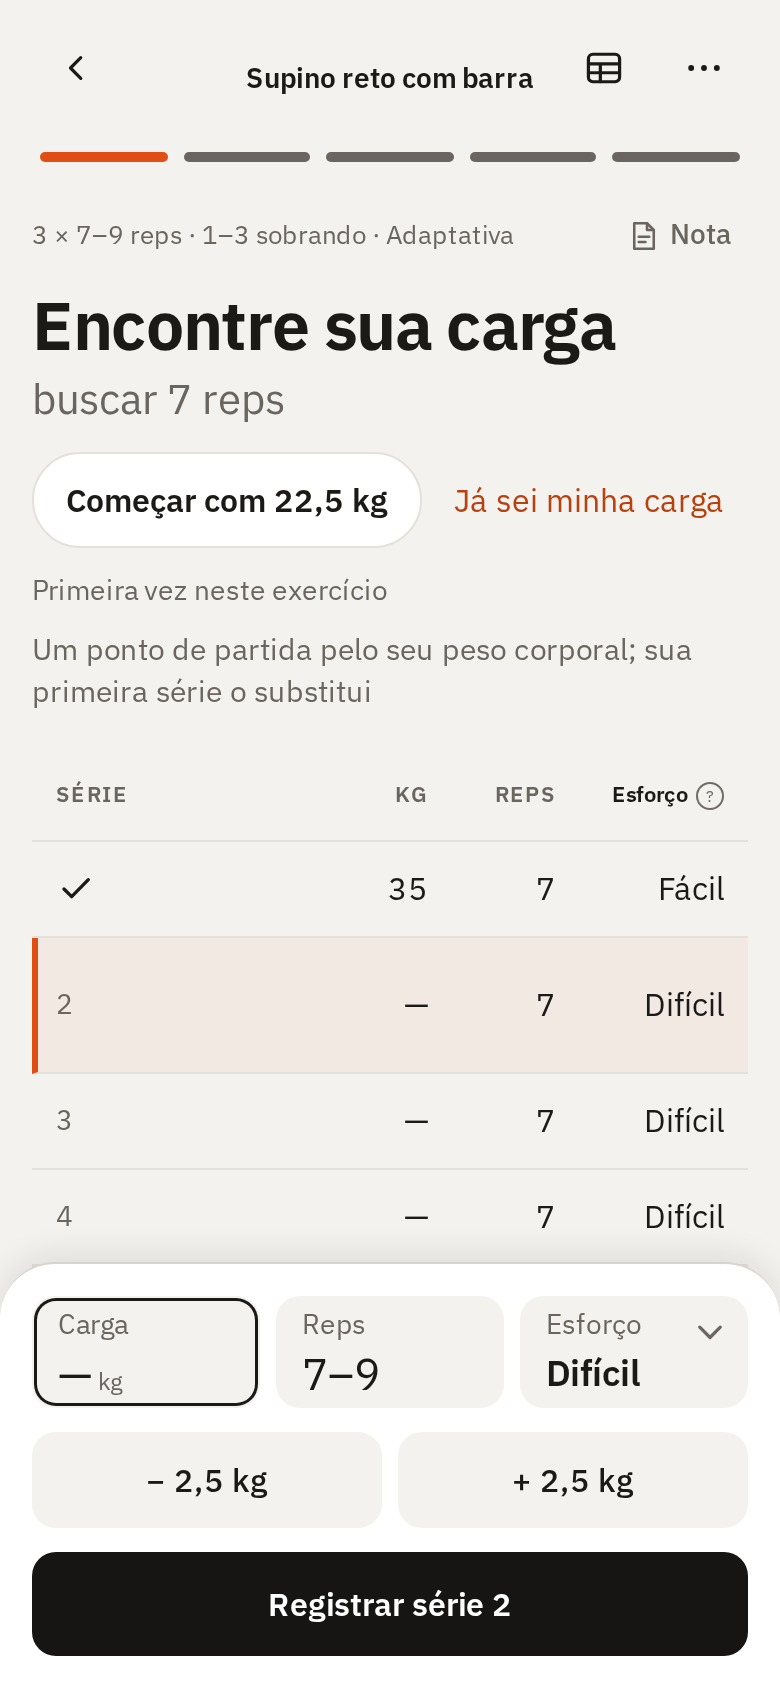 Supino reto com barra
3 × 7–9 reps · 1–3 sobrando · Adaptativa
Nota
Encontre sua carga
buscar 7 reps
Começar com 22,5 kg
Já sei minha carga
Primeira vez neste exercício
Um ponto de partida pelo seu peso corporal; sua
primeira série o substitui
SÉRIE KG REPS Esforço ?
35 7 Fácil
2 — 7 Difícil
3 — 7 Difícil
4 — 7 Difícil
Carga Reps Esforço
— kg 7–9 Difícil
− 2,5 kg + 2,5 kg
Registrar série 2